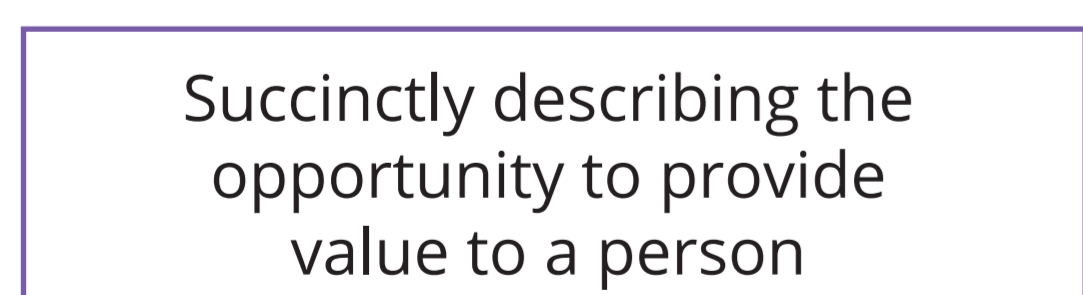 Succinctly describing the
opportunity to provide
value to a person